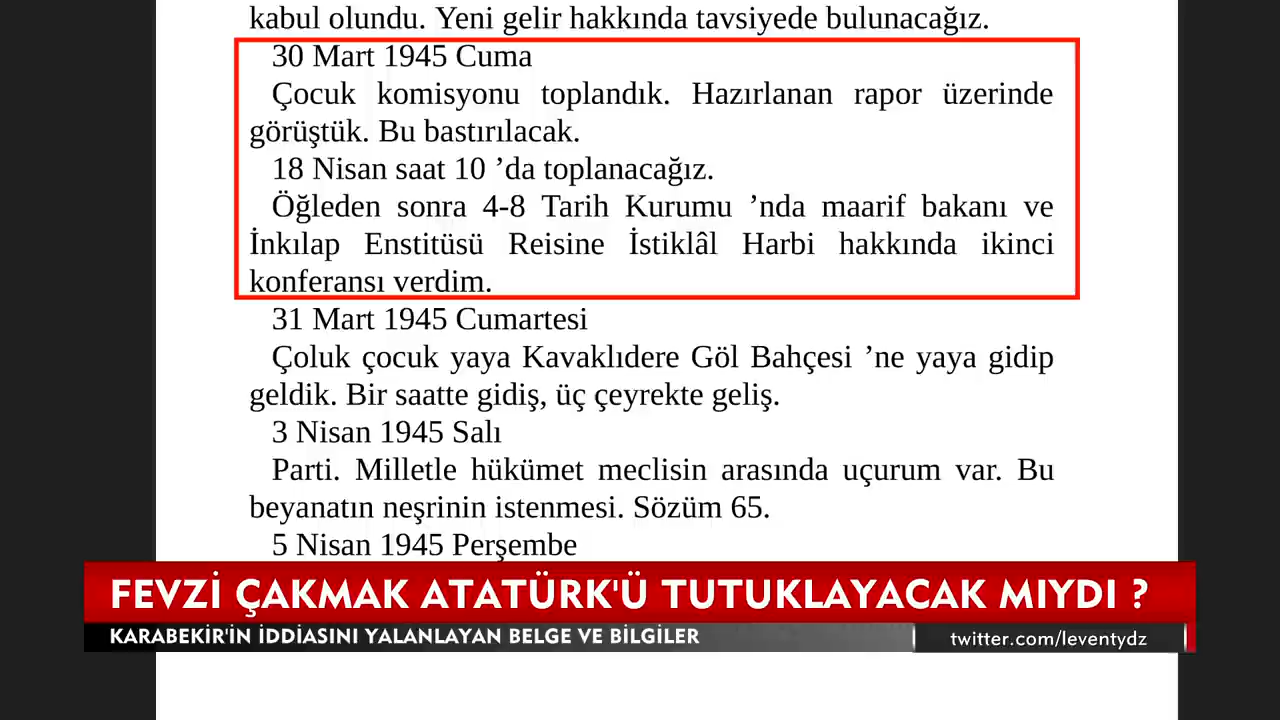 kabul olundu. Yeni gelir hakkında tavsiyede bulunacağız.
30 Mart 1945 Cuma
Çocuk komisyonu toplandık. Hazırlanan rapor üzerinde
görüştük. Bu bastırılacak.
18 Nisan saat 10 ’da toplanacağız.
Öğleden sonra 4-8 Tarih Kurumu ’nda maarif bakanı ve
İnkılap Enstitüsü Reisine İstiklâl Harbi hakkında ikinci
konferansı verdim.
31 Mart 1945 Cumartesi
Çoluk çocuk yaya Kavaklıdere Göl Bahçesi ’ne yaya gidip
geldik. Bir saatte gidiş, üç çeyrekte geliş.
3 Nisan 1945 Salı
Parti. Milletle hükümet meclisin arasında uçurum var. Bu
beyanatın neşrinin istenmesi. Sözüm 65.
5 Nisan 1945 Perşembe
FEVZİ ÇAKMAK ATATÜRK'Ü TUTUKLAYACAK MIYDI ?
KARABEKİR'İN İDDİASINI YALANLAYAN BELGE VE BİLGİLER
twitter.com/leventydz